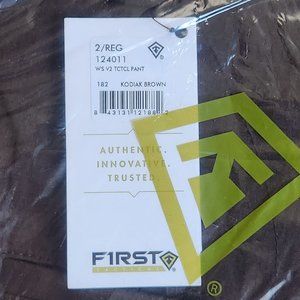 2/REG
124011
WS V2 TCTCL PANT
182 KODIAK BROWN
AUTHENTIC.
INNOVATIVE.
TRUSTED.
F1RST
TACTICAL
®